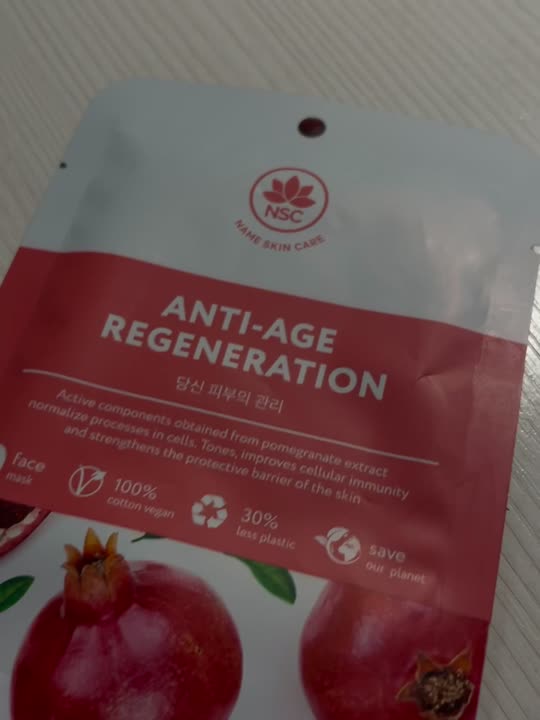 NSC
NAME SKIN CARE
ANTI-AGE
REGENERATION
당신 피부의 관리
Active components obtained from pomegranate extract
normalize processes in cells. Tones, improves cellular immunity
and strengthens the protective barrier of the skin
face
mask
100%
cotton vegan
30%
less plastic
save
our planet